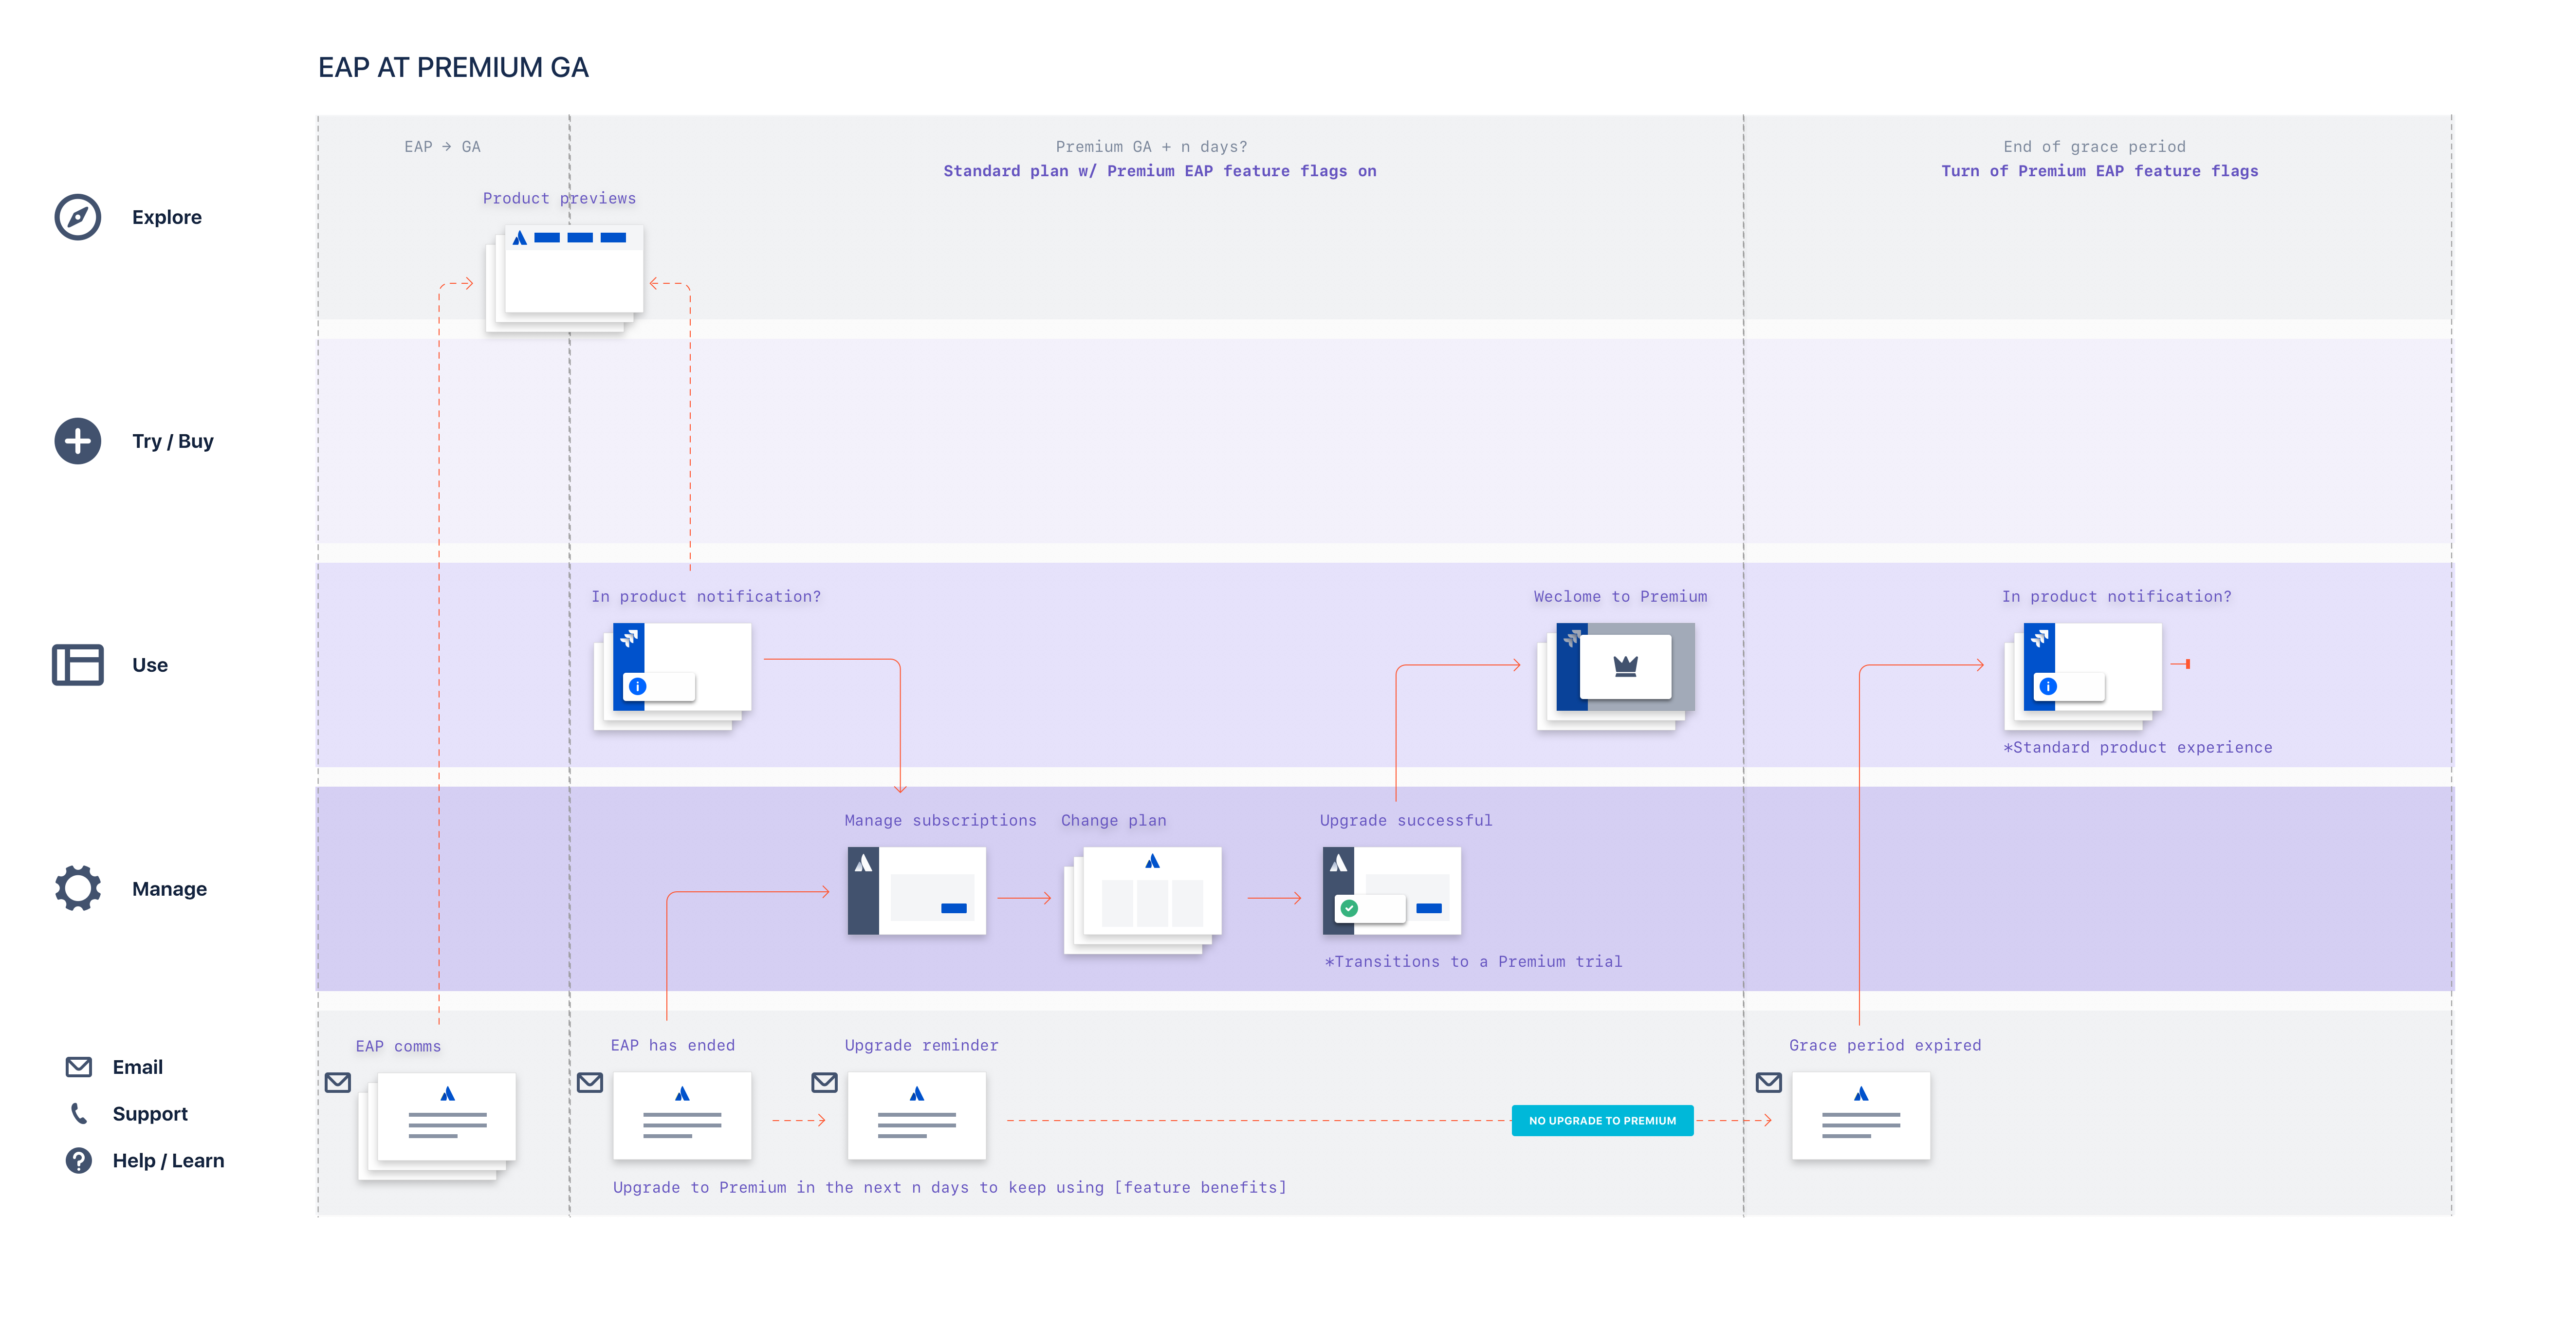 EAP AT PREMIUM GA
EAP → GA
Premium GA + n days?
Standard plan w/ Premium EAP feature flags on
End of grace period
Turn of Premium EAP feature flags
Explore
Product previews
Try / Buy
Use
In product notification?
Weclome to Premium
In product notification?
*Standard product experience
Manage
Manage subscriptions
Change plan
Upgrade successful
*Transitions to a Premium trial
Email
Support
Help / Learn
EAP comms
EAP has ended
Upgrade reminder
NO UPGRADE TO PREMIUM
Grace period expired
Upgrade to Premium in the next n days to keep using [feature benefits]